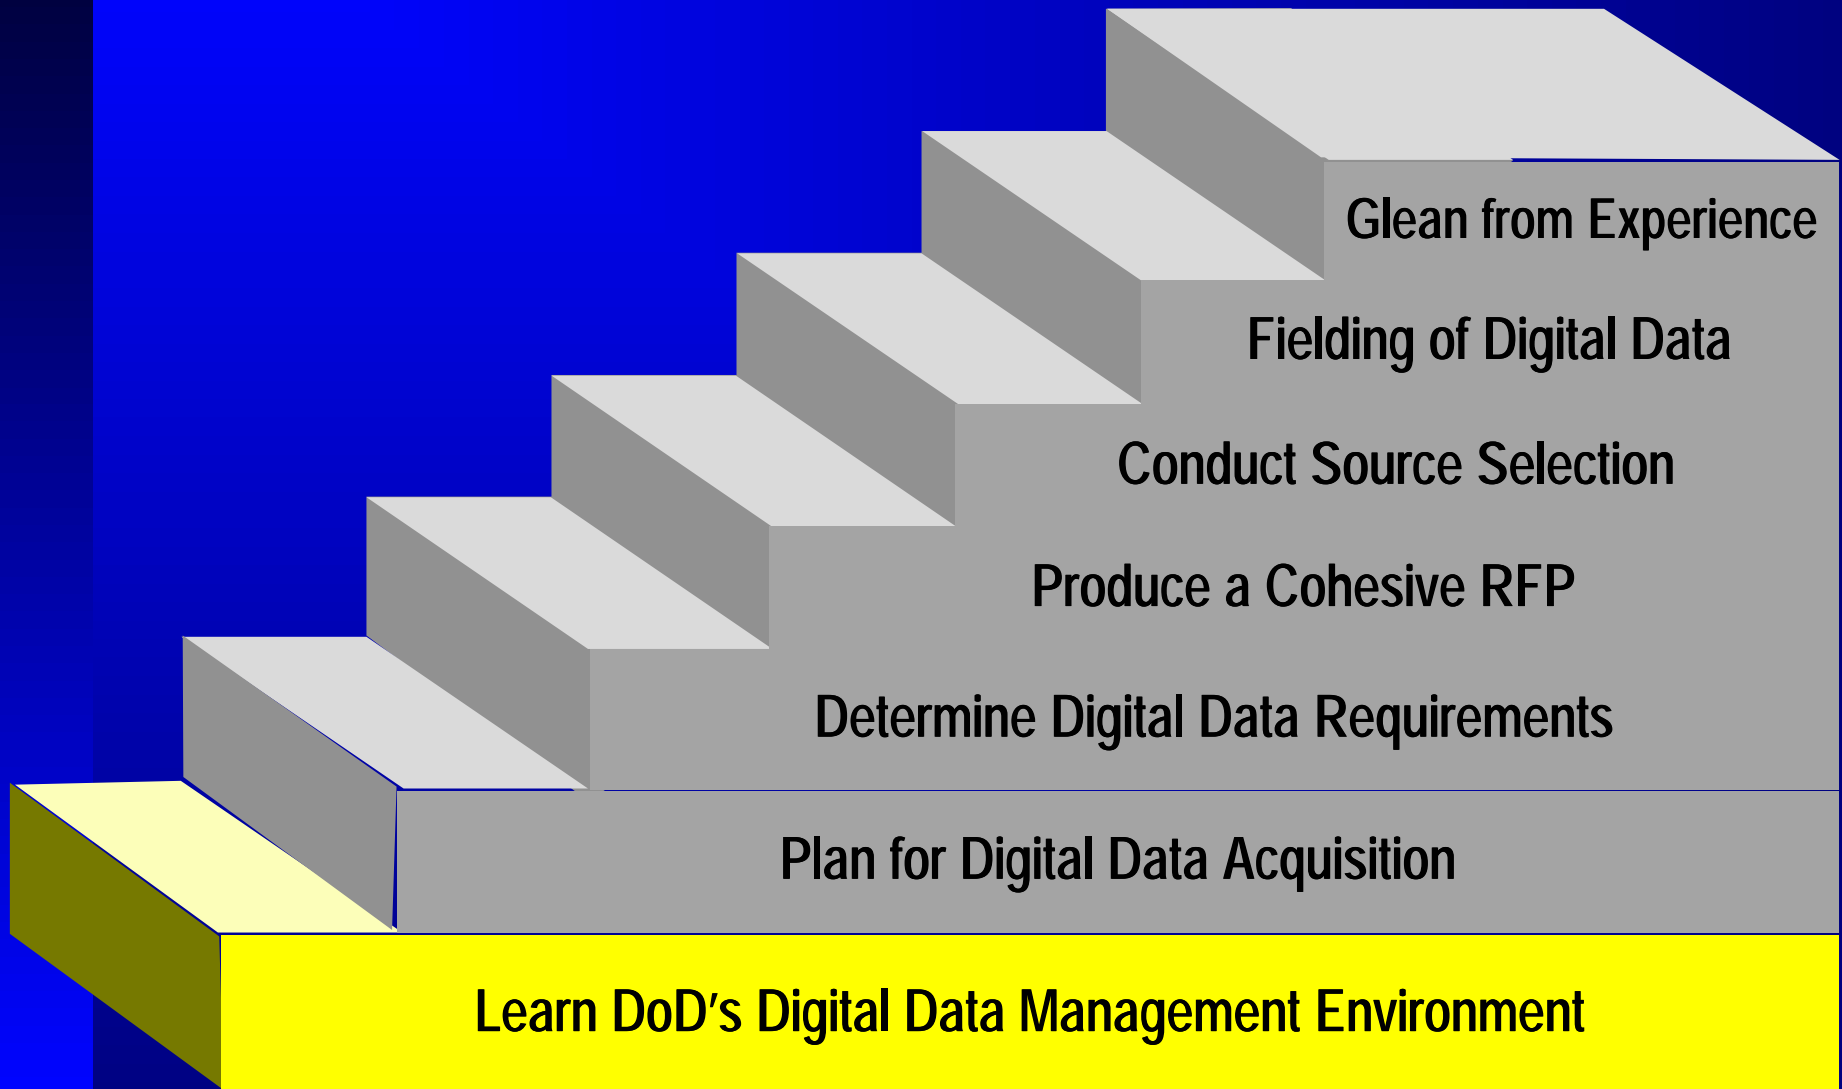 Glean from Experience
Fielding of Digital Data
Conduct Source Selection
Produce a Cohesive RFP
Determine Digital Data Requirements
Plan for Digital Data Acquisition
Learn DoD's Digital Data Management Environment